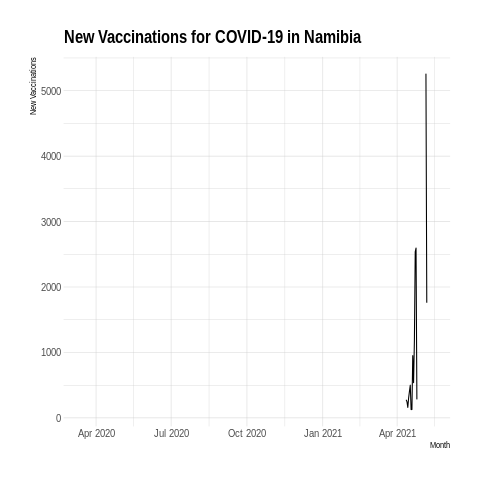 New Vaccinations for COVID-19 in Namibia
New Vaccinations
5000
4000
3000
2000
1000
0
Apr 2020 Jul 2020 Oct 2020 Jan 2021 Apr 2021
Month